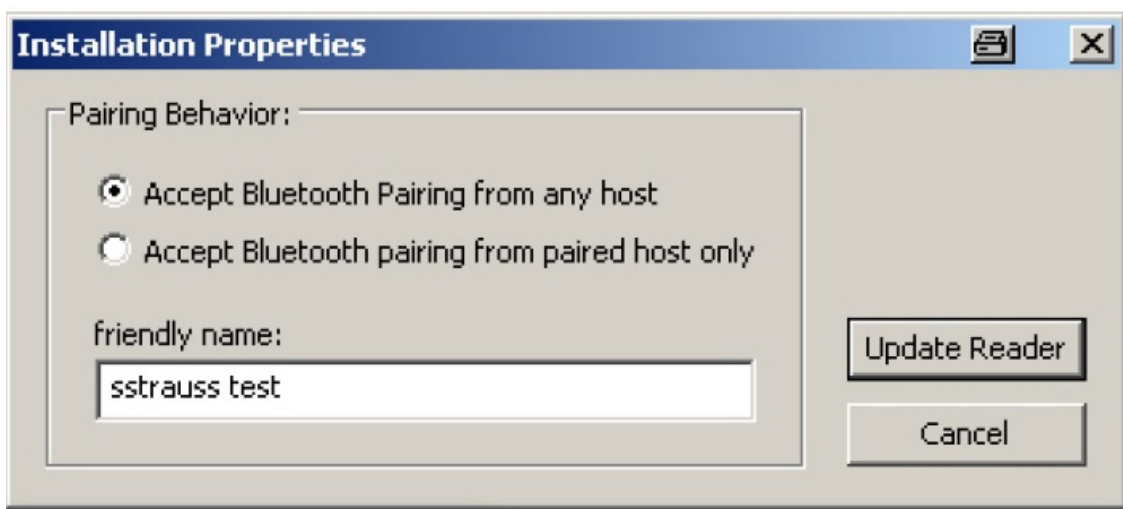 Installation Properties
Pairing Behavior:
Accept Bluetooth Pairing from any host
Accept Bluetooth pairing from paired host only
friendly name:
sstrauss test
Update Reader
Cancel